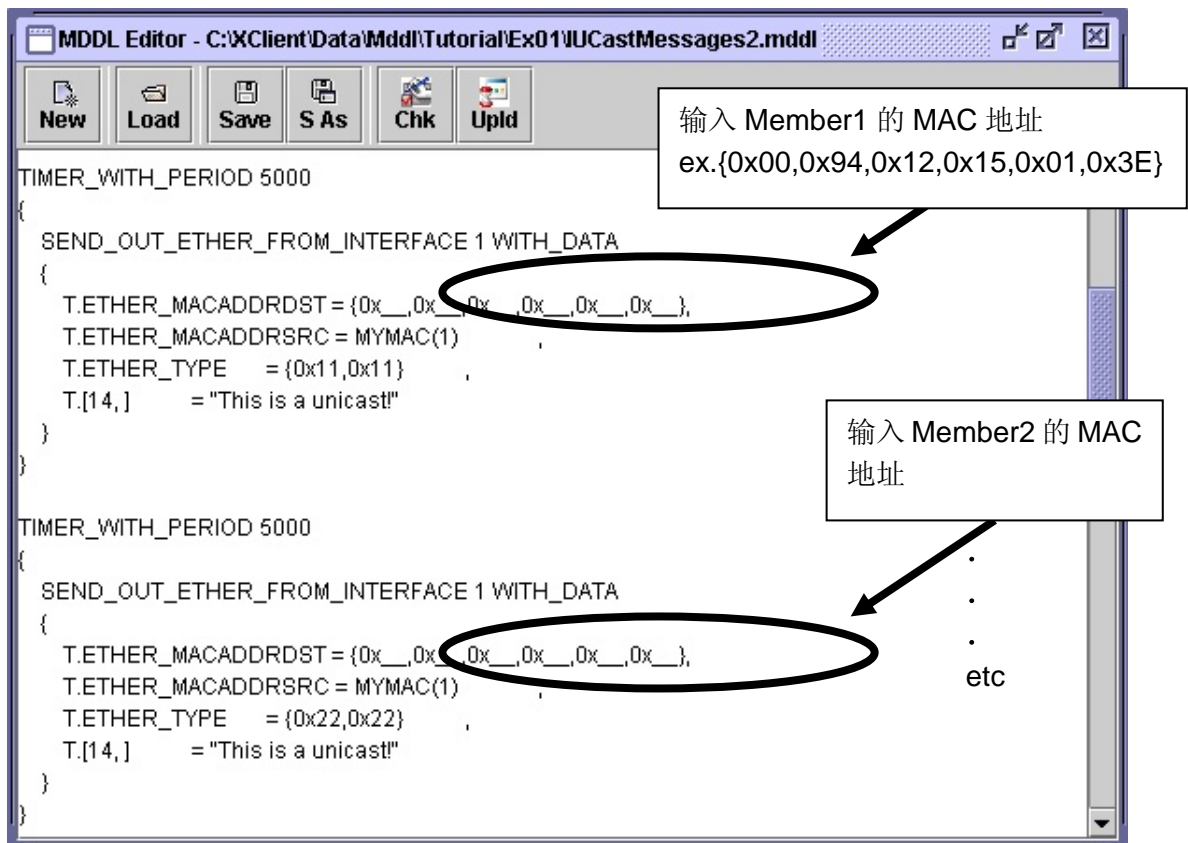 MDDL Editor - C:\XClient\Data\Mddl\Tutorial\Ex01\IUCastMessages2.mddl
New Load Save S As Chk Upld
输入 Member1 的 MAC 地址
ex.{0x00,0x94,0x12,0x15,0x01,0x3E}
TIMER_WITH_PERIOD 5000
{
SEND_OUT_ETHER_FROM_INTERFACE 1 WITH_DATA
{
T.ETHER_MACADDRDST = {0x__,0x__,0x__,0x__,0x__,0x__},
T.ETHER_MACADDRSRC = MYMAC(1) ,
T.ETHER_TYPE = {0x11,0x11} ,
T.[14, ] = "This is a unicast!"
}
}
输入 Member2 的 MAC
地址
TIMER_WITH_PERIOD 5000
{
SEND_OUT_ETHER_FROM_INTERFACE 1 WITH_DATA
{
T.ETHER_MACADDRDST = {0x__,0x__,0x__,0x__,0x__,0x__},
T.ETHER_MACADDRSRC = MYMAC(1) ,
T.ETHER_TYPE = {0x22,0x22} ,
T.[14, ] = "This is a unicast!"
}
}
.
.
.
etc